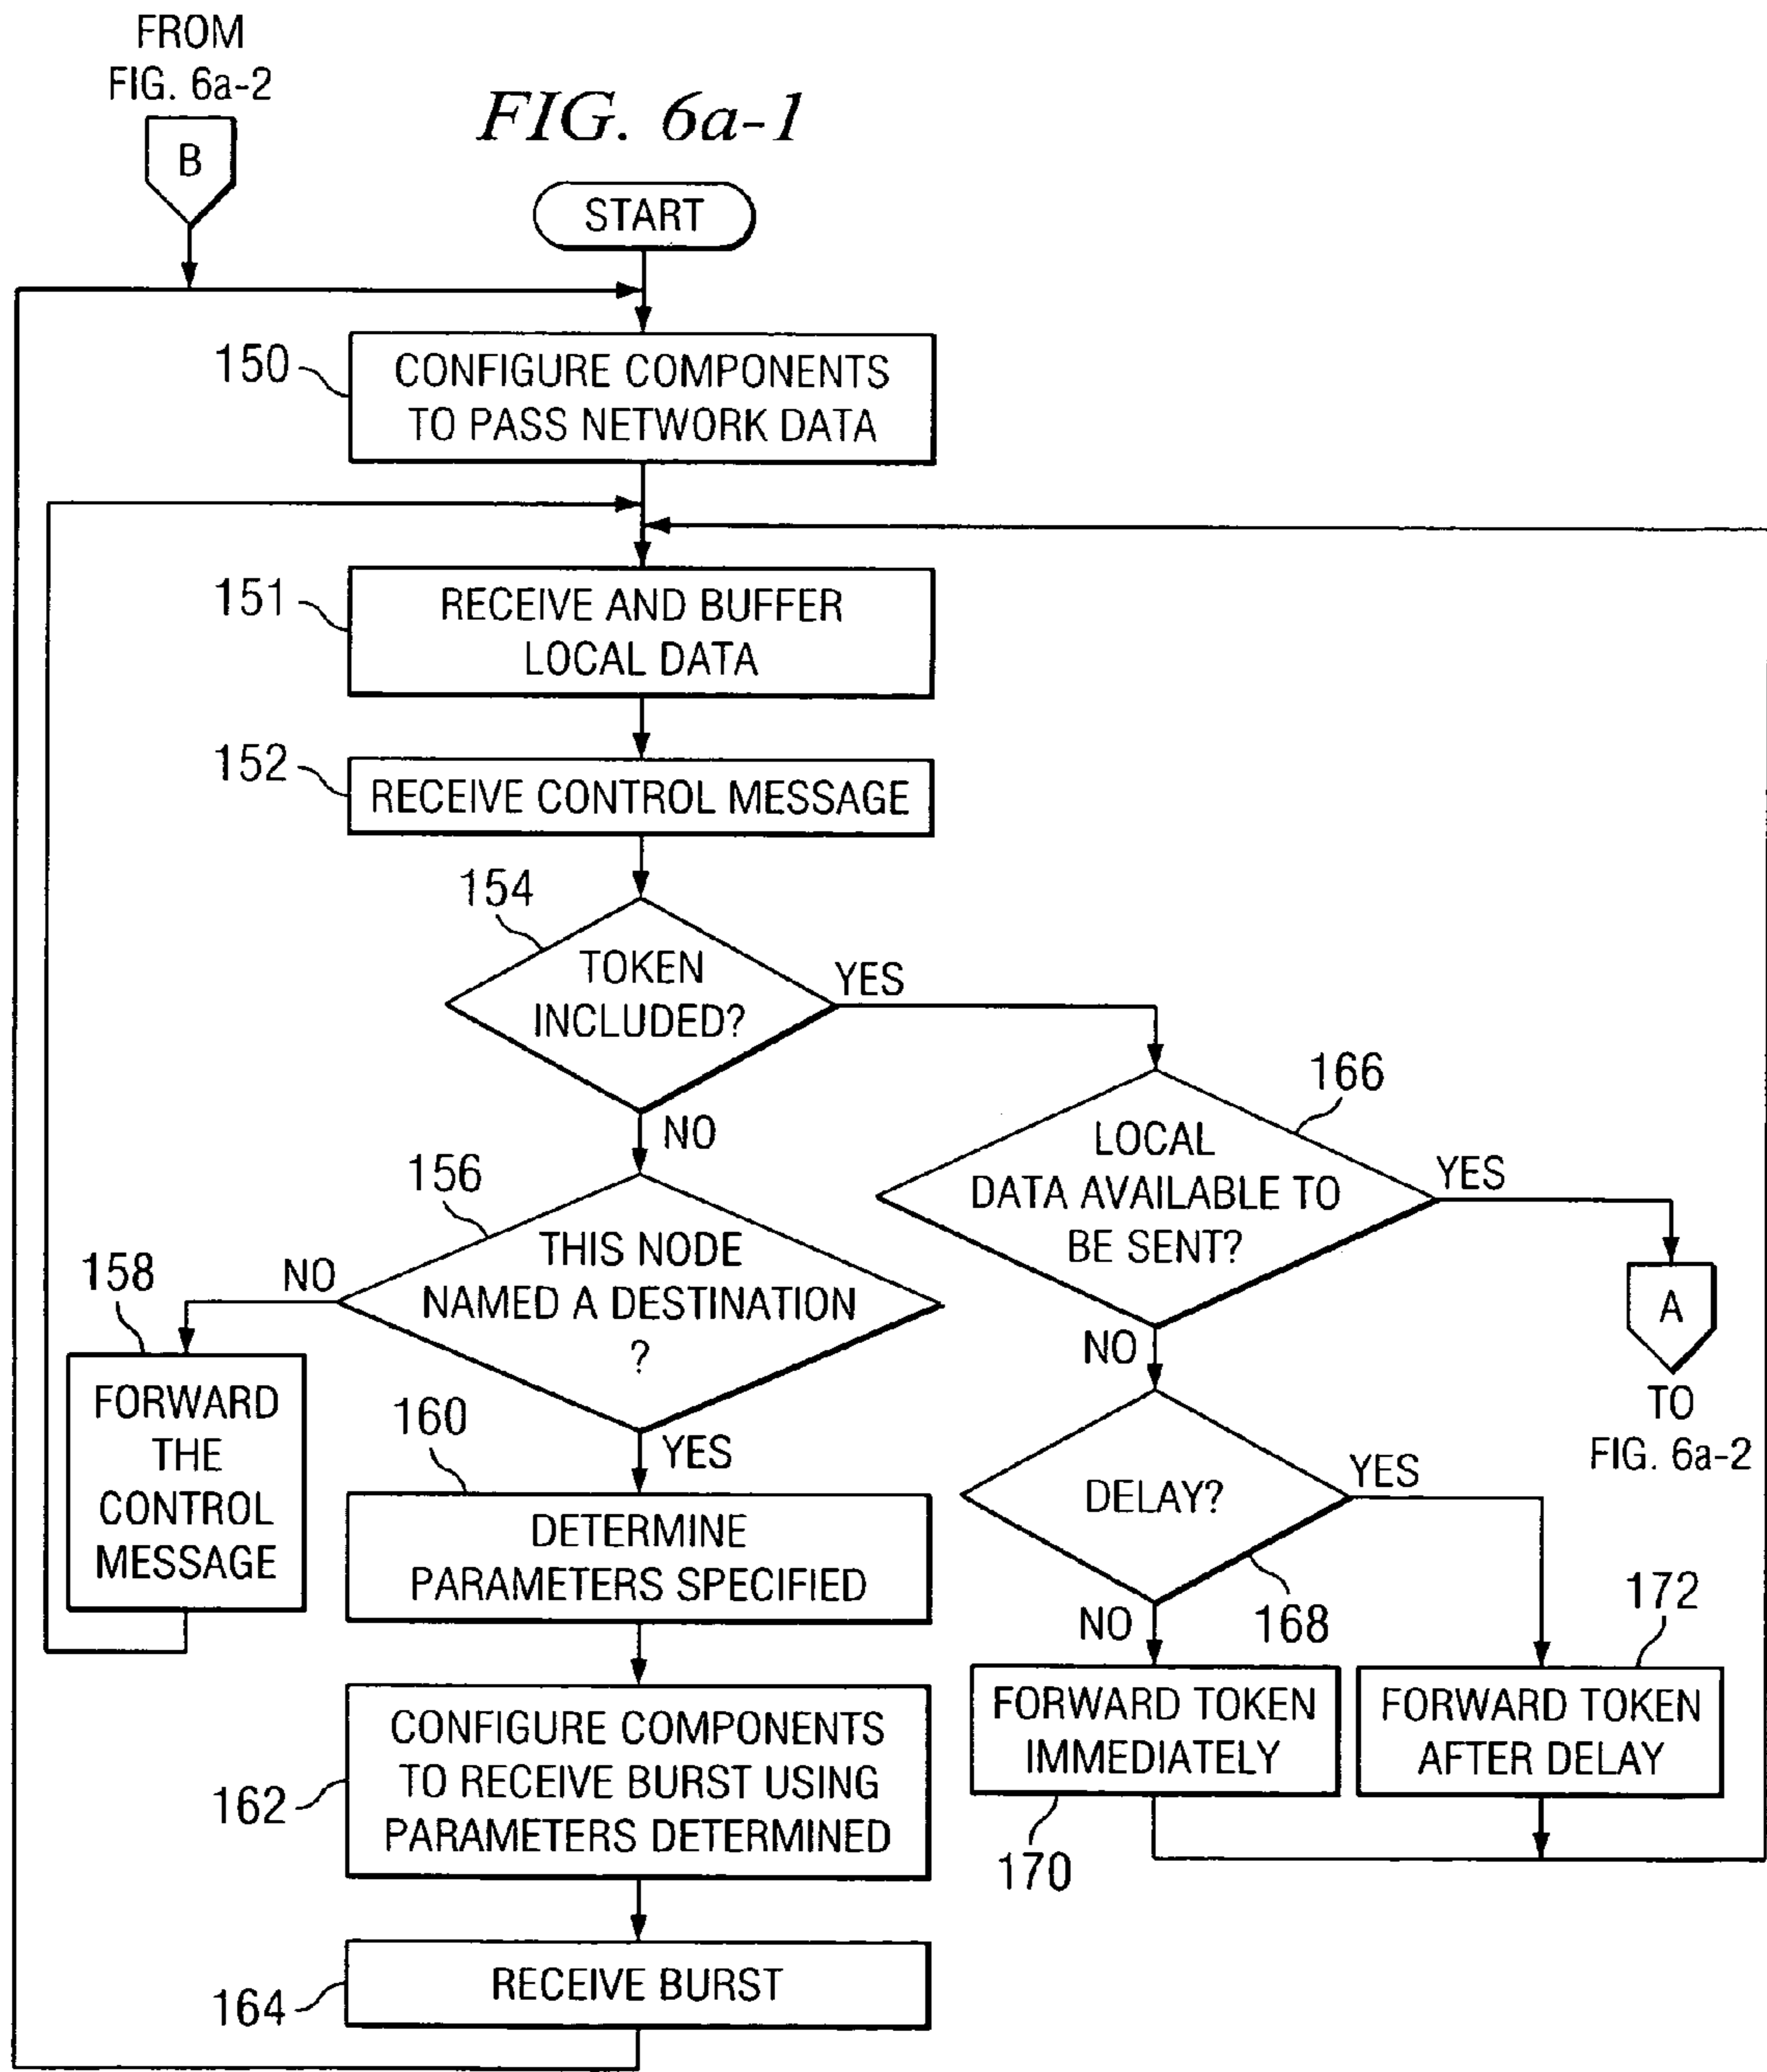 FROM
FIG. 6a-2
B
FIG. 6a-1
START
150
CONFIGURE COMPONENTS
TO PASS NETWORK DATA
151
RECEIVE AND BUFFER
LOCAL DATA
152
RECEIVE CONTROL MESSAGE
154
TOKEN
INCLUDED?
YES
NO
166
LOCAL
DATA AVAILABLE TO
BE SENT?
YES
A
TO
FIG. 6a-2
NO
156
THIS NODE
NAMED A DESTINATION
?
NO
158
FORWARD
THE
CONTROL
MESSAGE
YES
160
DETERMINE
PARAMETERS SPECIFIED
DELAY?
YES
168
NO
172
FORWARD TOKEN
IMMEDIATELY
170
FORWARD TOKEN
AFTER DELAY
162
CONFIGURE COMPONENTS
TO RECEIVE BURST USING
PARAMETERS DETERMINED
164
RECEIVE BURST